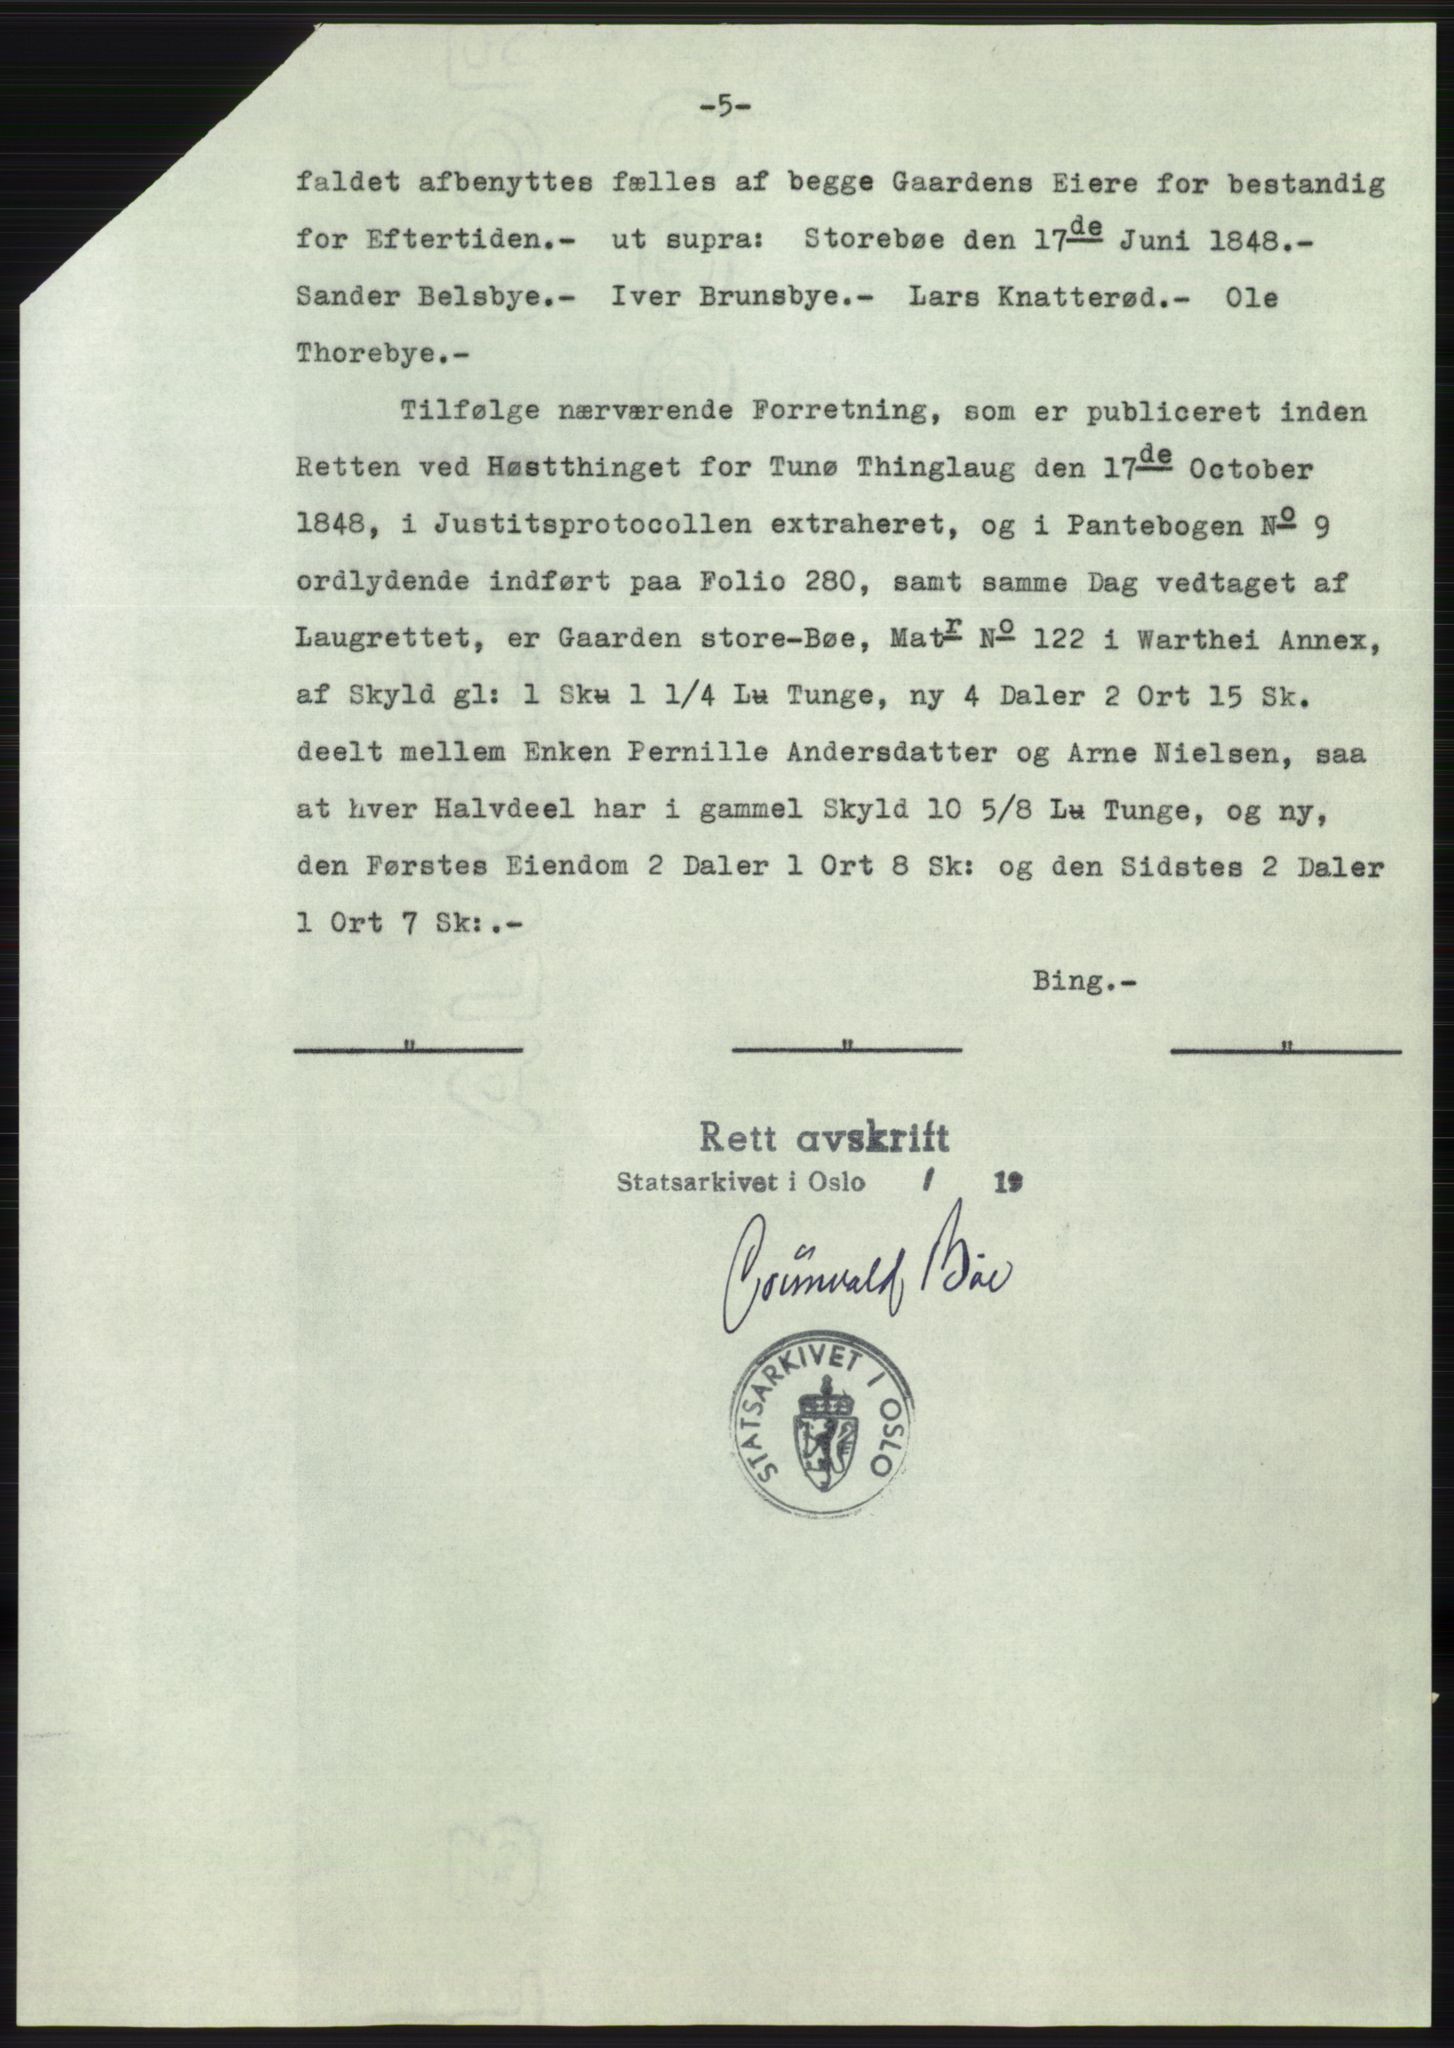 -5-
faldet afbenyttes fælles af begge Gaardens Eiere for bestandig
for Eftertiden.- ut supra: Storebøe den 17de Juni 1848.-
Sander Belsbye.- Iver Brunsbye.- Lars Knatterød.- Ole
Thorebye.-
Tilfølge nærværende Forretning, som er publiceret inden
Retten ved Høstthinget for Tunø Thinglaug den 17de October
1848, i Justitsprotocollen extraheret, og i Pantebogen No 9
ordlydende indført paa Folio 280, samt samme Dag vedtaget af
Laugrettet, er Gaarden store-Bøe, Matr No 122 i Warthei Annex,
af Skyld gl: 1 Sku 1 1/4 Lu Tunge, ny 4 Daler 2 Ort 15 Sk.
deelt mellem Enken Pernille Andersdatter og Arne Nielsen, saa
at hver Halvdeel har i gammel Skyld 10 5/8 Lu Tunge, og ny,
den Førstes Eiendom 2 Daler 1 Ort 8 Sk: og den Sidstes 2 Daler
1 Ort 7 Sk:.-
Bing.-
" " "
Rett avskrift
Statsarkivet i Oslo / 19
Grünvald Bøe
STATSARKIVET I OSLO